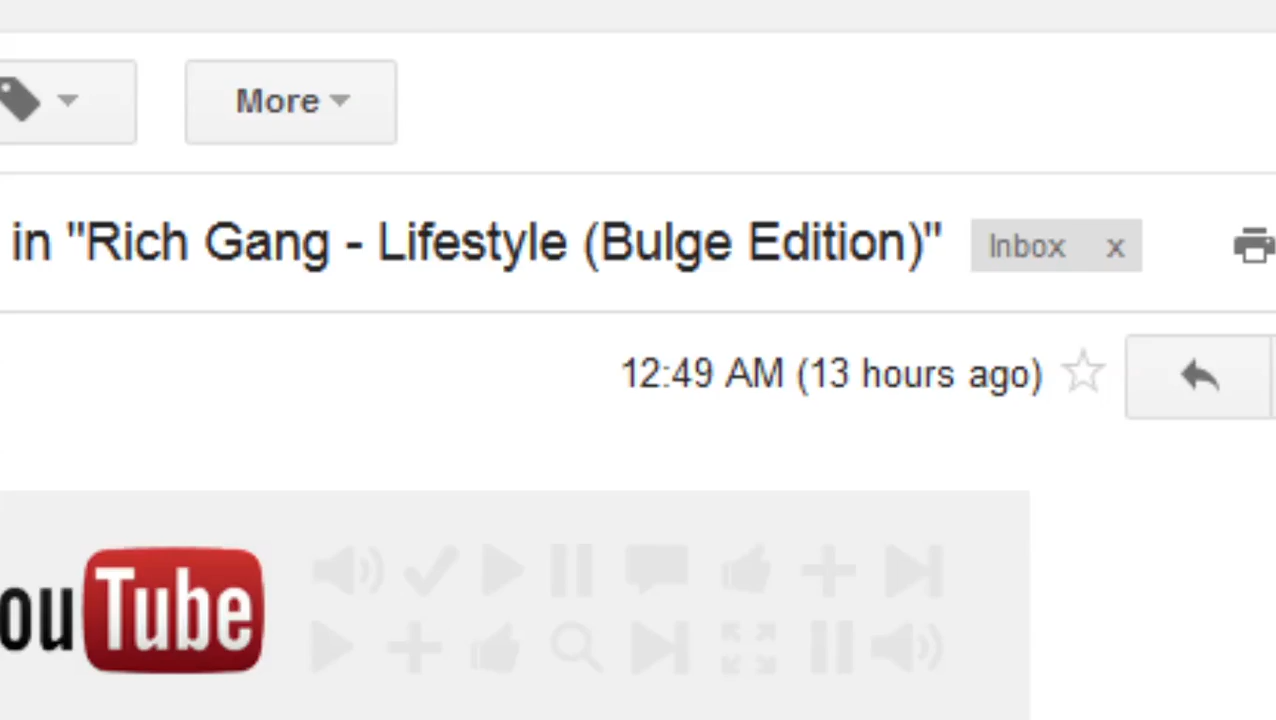 More
in "Rich Gang - Lifestyle (Bulge Edition)" Inbox x
12:49 AM (13 hours ago)
ouTube